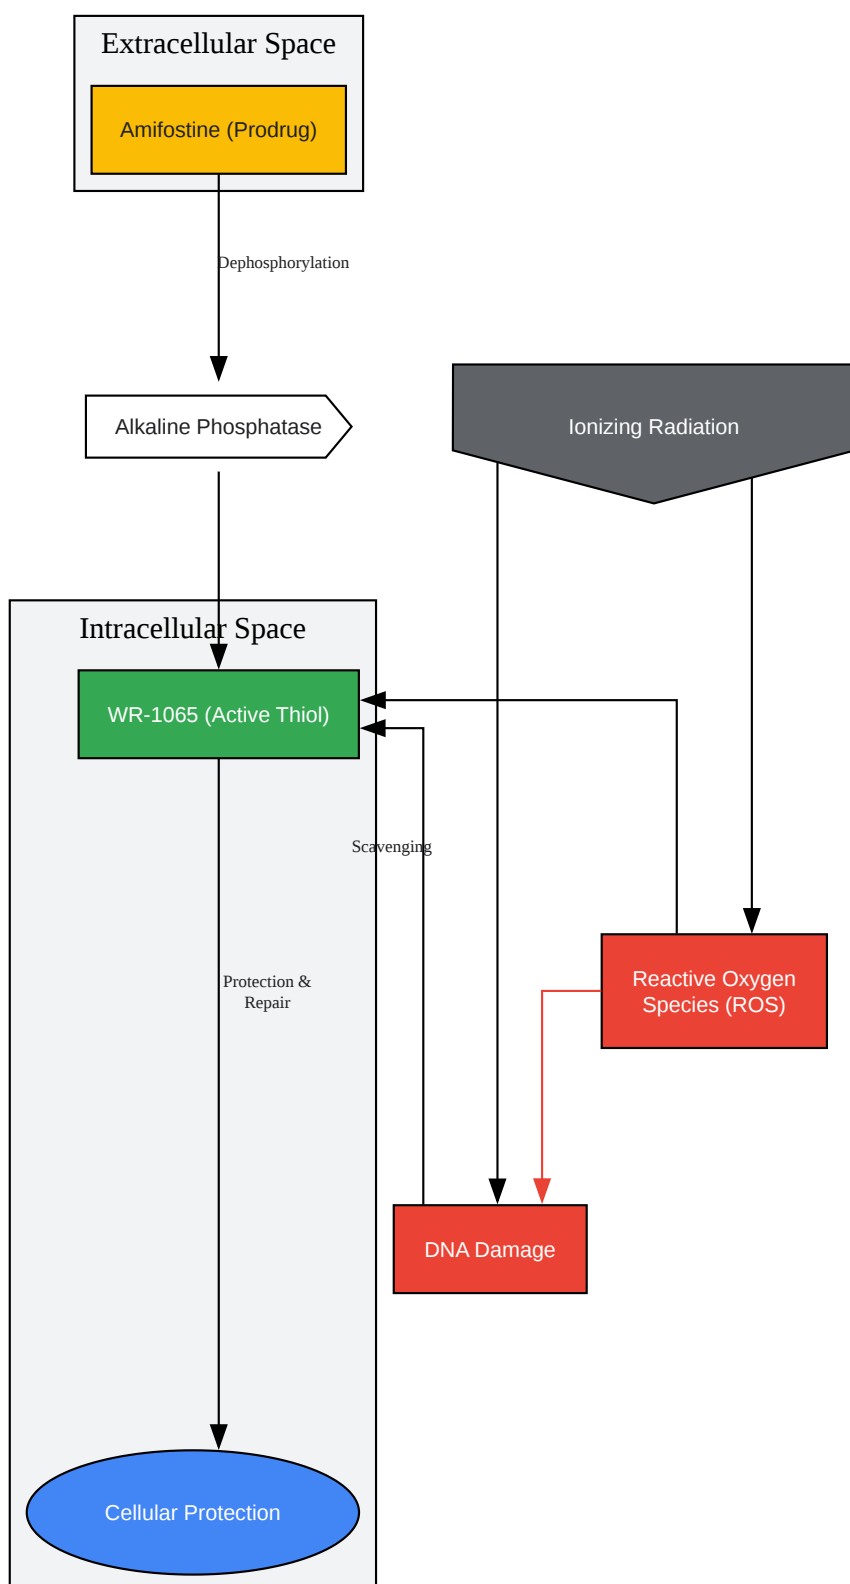 Extracellular Space
Amifostine (Prodrug)
Dephosphorylation
Alkaline Phosphatase
Ionizing Radiation
Intracellular Space
WR-1065 (Active Thiol)
Scavenging
Protection &
Repair
Reactive Oxygen
Species (ROS)
DNA Damage
Cellular Protection